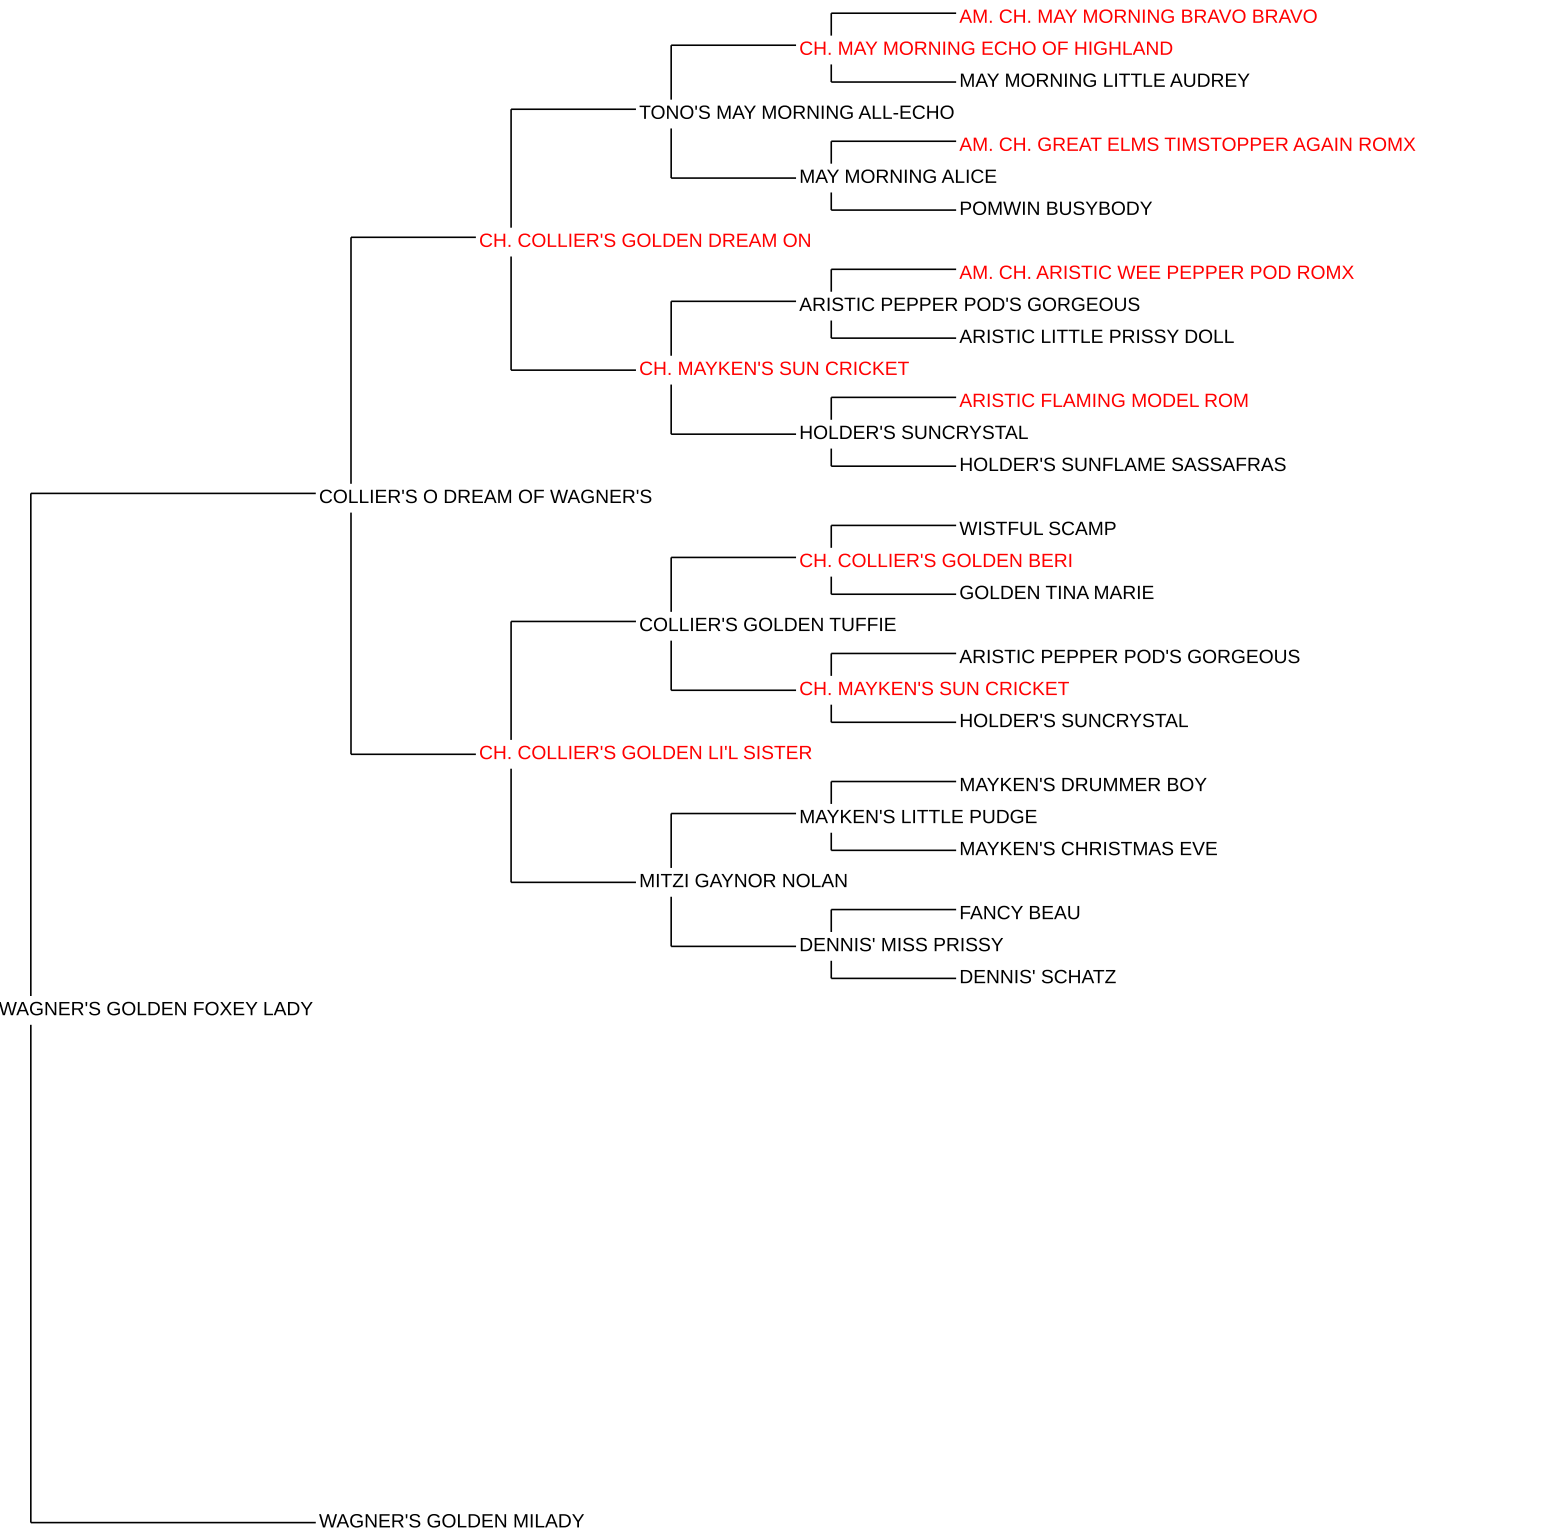 AM. CH. MAY MORNING BRAVO BRAVO
CH. MAY MORNING ECHO OF HIGHLAND
MAY MORNING LITTLE AUDREY
TONO'S MAY MORNING ALL-ECHO
AM. CH. GREAT ELMS TIMSTOPPER AGAIN ROMX
MAY MORNING ALICE
POMWIN BUSYBODY
CH. COLLIER'S GOLDEN DREAM ON
AM. CH. ARISTIC WEE PEPPER POD ROMX
ARISTIC PEPPER POD'S GORGEOUS
ARISTIC LITTLE PRISSY DOLL
CH. MAYKEN'S SUN CRICKET
ARISTIC FLAMING MODEL ROM
HOLDER'S SUNCRYSTAL
HOLDER'S SUNFLAME SASSAFRAS
COLLIER'S O DREAM OF WAGNER'S
WISTFUL SCAMP
CH. COLLIER'S GOLDEN BERI
GOLDEN TINA MARIE
COLLIER'S GOLDEN TUFFIE
ARISTIC PEPPER POD'S GORGEOUS
CH. MAYKEN'S SUN CRICKET
HOLDER'S SUNCRYSTAL
CH. COLLIER'S GOLDEN LI'L SISTER
MAYKEN'S DRUMMER BOY
MAYKEN'S LITTLE PUDGE
MAYKEN'S CHRISTMAS EVE
MITZI GAYNOR NOLAN
FANCY BEAU
DENNIS' MISS PRISSY
DENNIS' SCHATZ
WAGNER'S GOLDEN FOXEY LADY
WAGNER'S GOLDEN MILADY